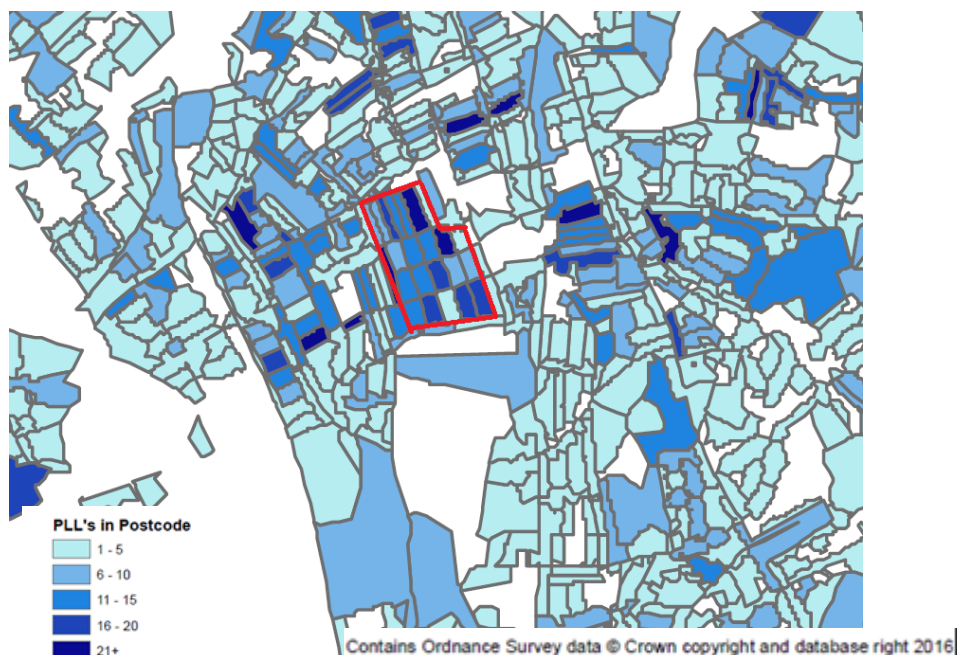 PLL's in Postcode
1 - 5
6 - 10
11 - 15
16 - 20
21+
Contains Ordnance Survey data © Crown copyright and database right 2016